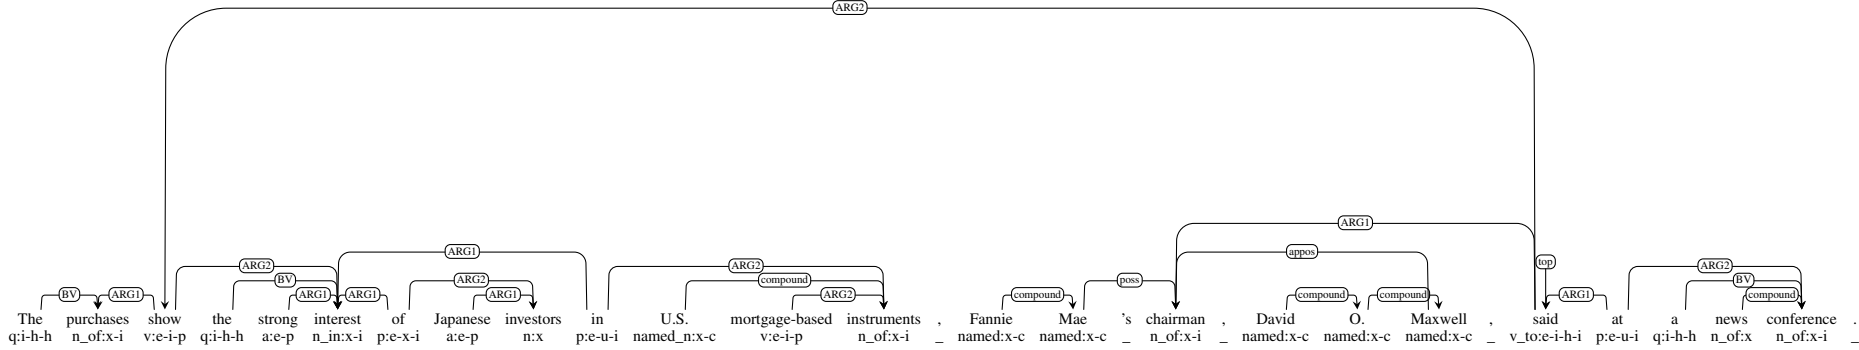 ARG2
ARG1
ARG1 appos top
ARG2 BV ARG2 compound poss ARG2 BV
BV ARG1 ARG1 ARG1 ARG2 ARG1 ARG2 compound compound compound ARG1 compound
The purchases show the strong interest of Japanese investors in U.S. mortgage-based instruments , Fannie Mae 's chairman , David O. Maxwell , said at a news conference .
q:i-h-h n_of:x-i v:e-i-p q:i-h-h a:e-p n_in:x-i p:e-x-i a:e-p n:x p:e-u-i named_n:x-c v:e-i-p n_of:x-i _ named:x-c named:x-c _ n_of:x-i _ named:x-c named:x-c named:x-c _ v_to:e-i-h-i p:e-u-i q:i-h-h n_of:x n_of:x-i _